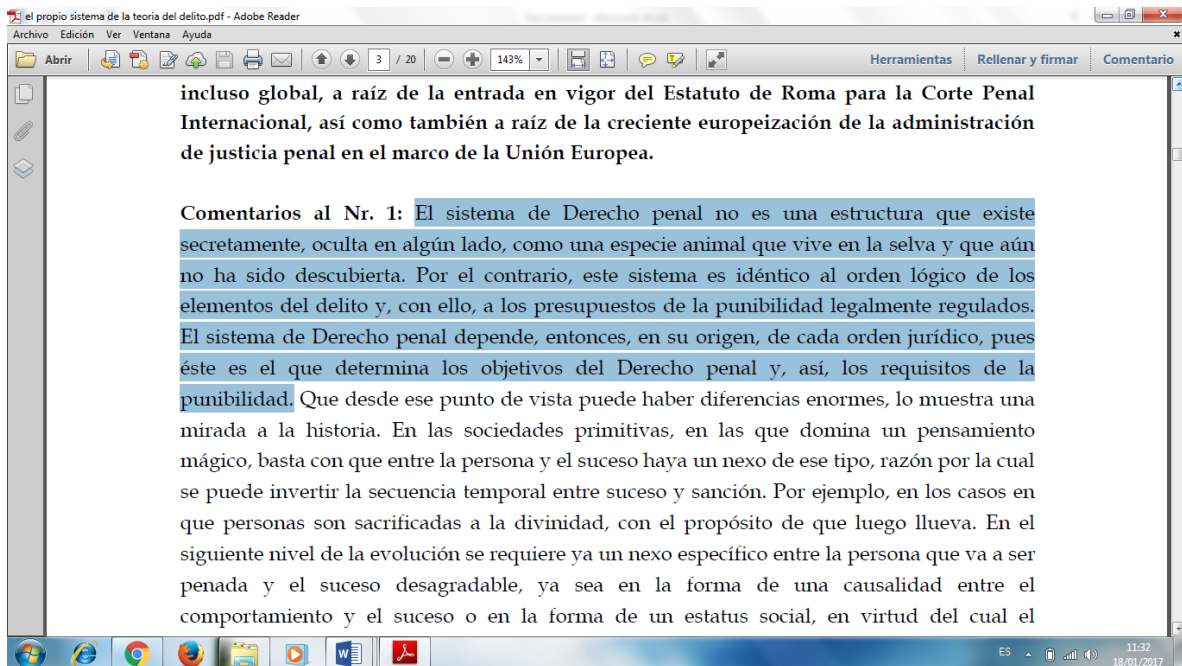 el propio sistema de la teoria del delito.pdf - Adobe Reader
Archivo Edición Ver Ventana Ayuda
Abrir 3 / 20 143% Herramientas Rellenar y firmar Comentario
incluso global, a raíz de la entrada en vigor del Estatuto de Roma para la Corte Penal
Internacional, así como también a raíz de la creciente europeización de la administración
de justicia penal en el marco de la Unión Europea.
Comentarios al Nr. 1: El sistema de Derecho penal no es una estructura que existe
secretamente, oculta en algún lado, como una especie animal que vive en la selva y que aún
no ha sido descubierta. Por el contrario, este sistema es idéntico al orden lógico de los
elementos del delito y, con ello, a los presupuestos de la punibilidad legalmente regulados.
El sistema de Derecho penal depende, entonces, en su origen, de cada orden jurídico, pues
éste es el que determina los objetivos del Derecho penal y, así, los requisitos de la
punibilidad. Que desde ese punto de vista puede haber diferencias enormes, lo muestra una
mirada a la historia. En las sociedades primitivas, en las que domina un pensamiento
mágico, basta con que entre la persona y el suceso haya un nexo de ese tipo, razón por la cual
se puede invertir la secuencia temporal entre suceso y sanción. Por ejemplo, en los casos en
que personas son sacrificadas a la divinidad, con el propósito de que luego llueva. En el
siguiente nivel de la evolución se requiere ya un nexo específico entre la persona que va a ser
penada y el suceso desagradable, ya sea en la forma de una causalidad entre el
comportamiento y el suceso o en la forma de un estatus social, en virtud del cual el
ES 11:32
18/01/2017